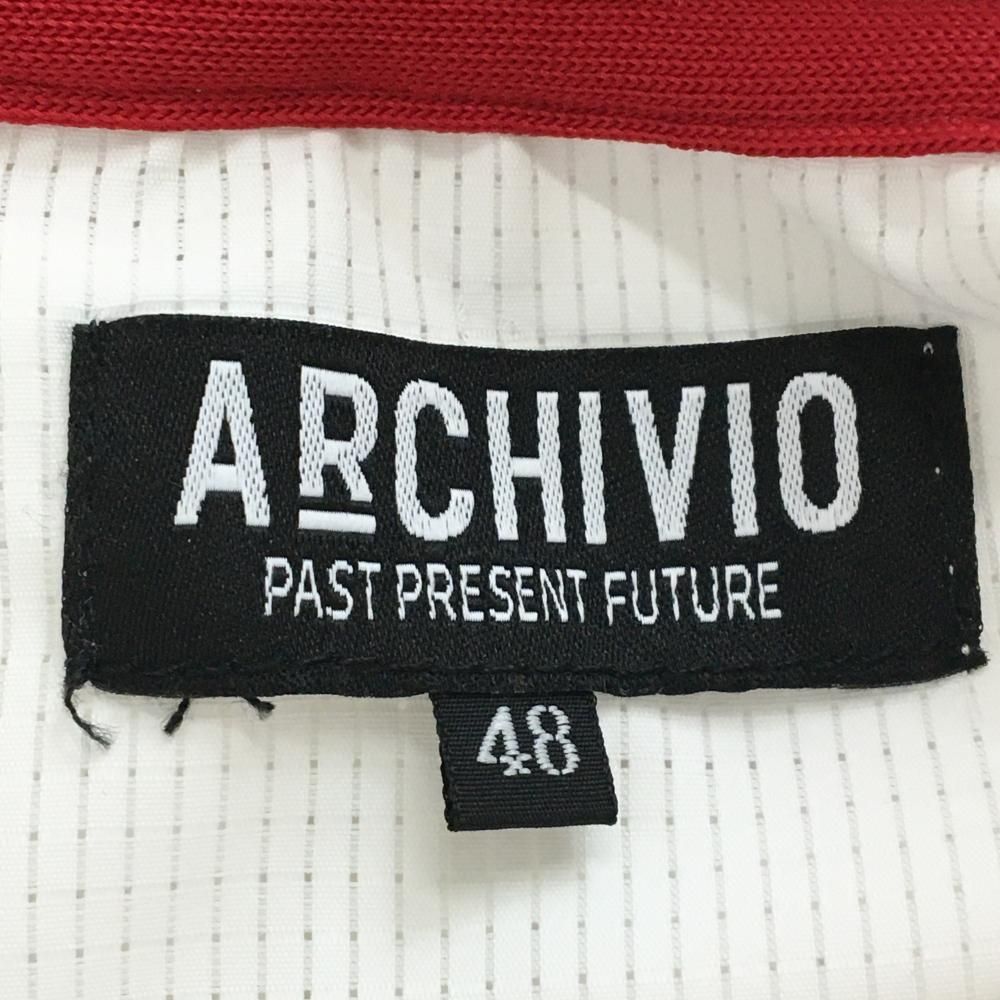 ARCHIVIO
PAST PRESENT FUTURE
48